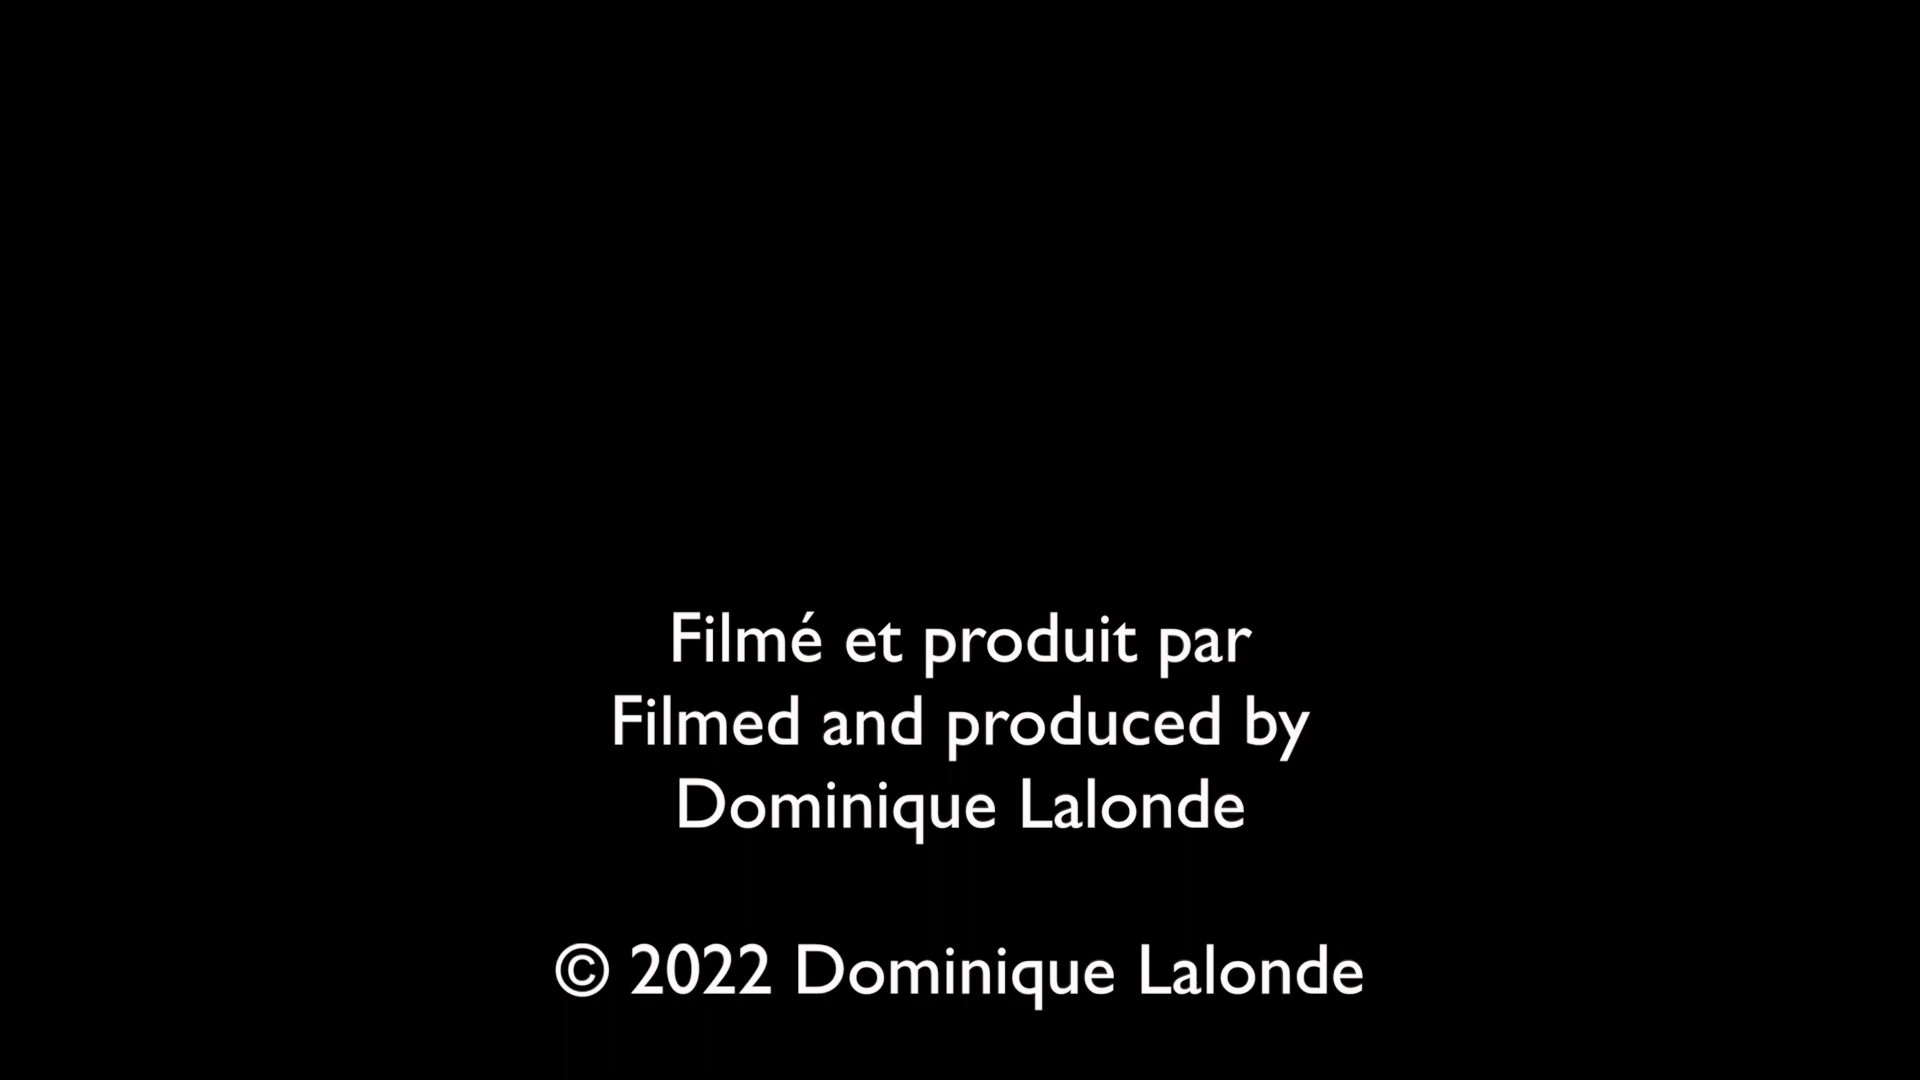 Filmé et produit par
Filmed and produced by
Dominique Lalonde
© 2022 Dominique Lalonde